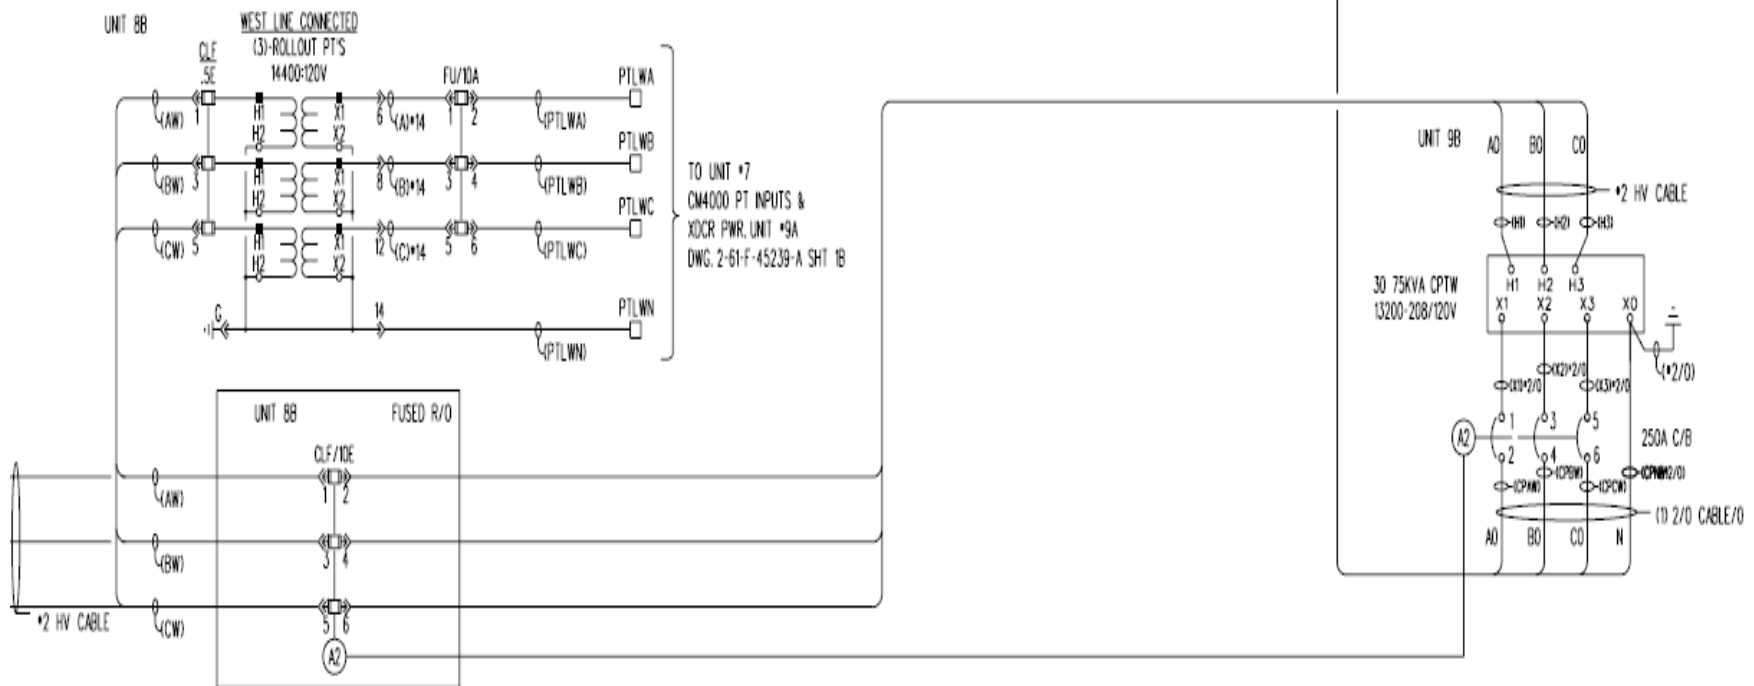 UNIT 8B
WEST LINE CONNECTED
(3)-ROLLOUT PT'S
14400:120V
CLF
.5E
FU/10A
PTLWA
(AW)
1
H1
H2
X1
X2
6
(A)*14
1
2
(PTLWA)
PTLWB
(BW)
3
H1
H2
X1
X2
8
(B)*14
3
4
(PTLWB)
PTLWC
(CW)
5
H1
H2
X1
X2
12
(C)*14
5
6
(PTLWC)
G
14
PTLWN
(PTLWN)
TO UNIT *7
CM4000 PT INPUTS &
XDCR PWR. UNIT *9A
DWG. 2-61-F-45239-A SHT 1B
UNIT 8B
FUSED R/O
CLF/10E
(AW)
1
2
(BW)
3
4
(CW)
5
6
A2
*2 HV CABLE
UNIT 9B
AO
BO
CO
*2 HV CABLE
(H1)
(H2)
(H3)
30 75KVA CPTW
13200-208/120V
H1
H2
H3
X1
X2
X3
XO
(*2/0)
(X1)*2/0
(X2)*2/0
(X3)*2/0
A2
1
3
5
250A C/B
2
4
6
(CPAW)
(CPBW)
(CPCW)
(1) 2/0 CABLE/O
AO
BO
CO
N